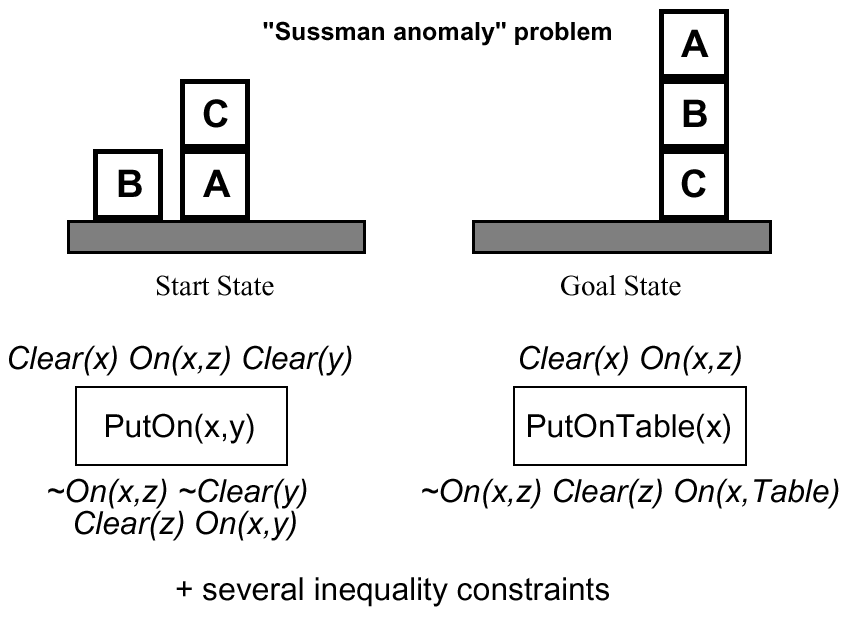 "Sussman anomaly" problem
A
C
B
B
A
C
Start State
Goal State
Clear(x) On(x,z) Clear(y)
Clear(x) On(x,z)
PutOn(x,y)
PutOnTable(x)
~On(x,z) ~Clear(y)
Clear(z) On(x,y)
~On(x,z) Clear(z) On(x,Table)
+ several inequality constraints